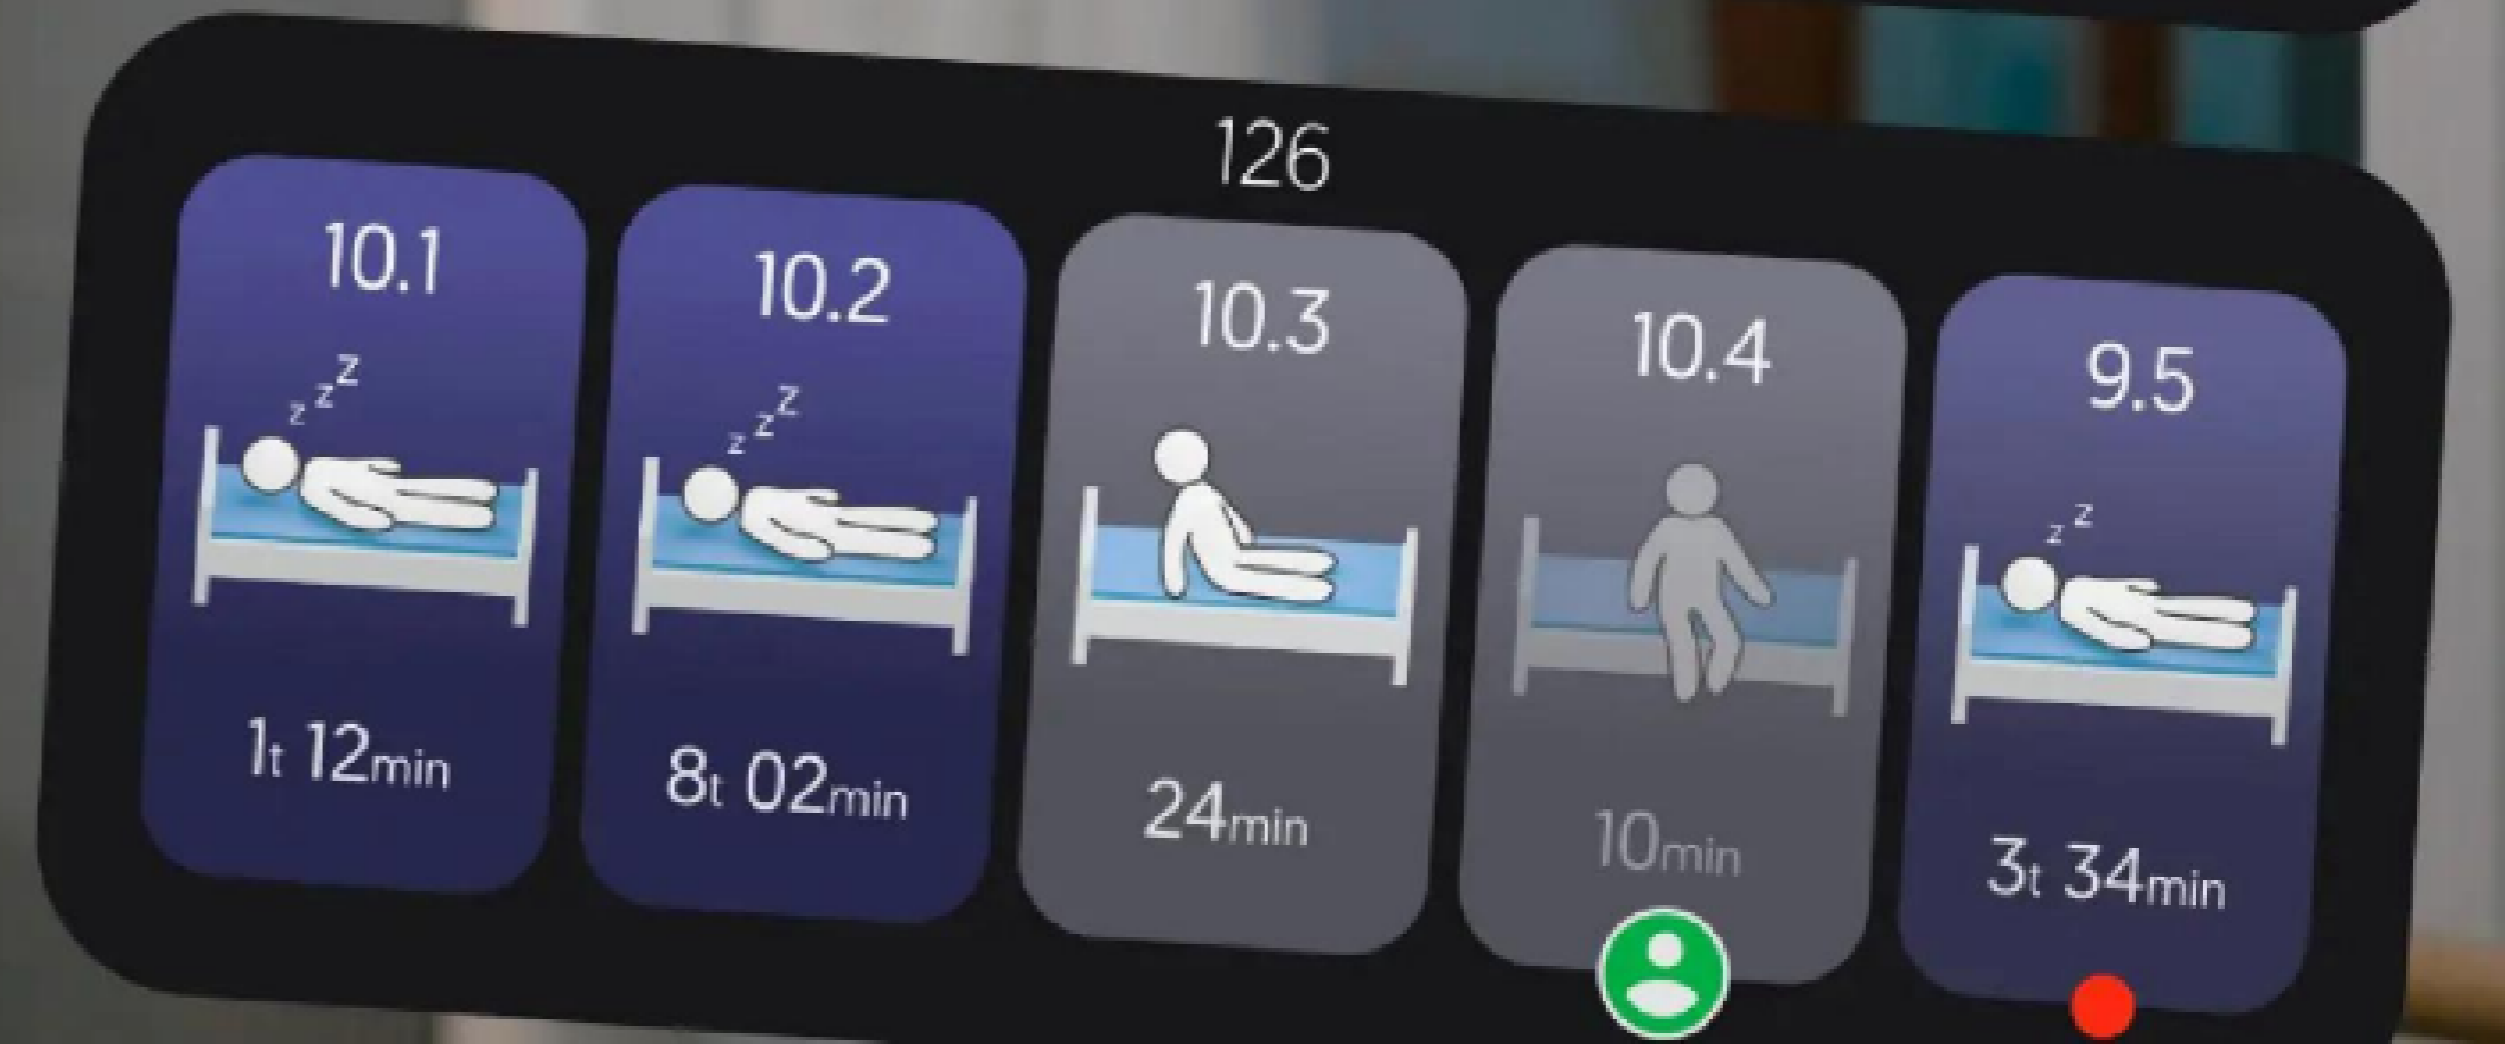 126
10.1
z z z
1t 12min
10.2
z z z
8t 02min
10.3
24min
10.4
10min
9.5
z z
3t 34min